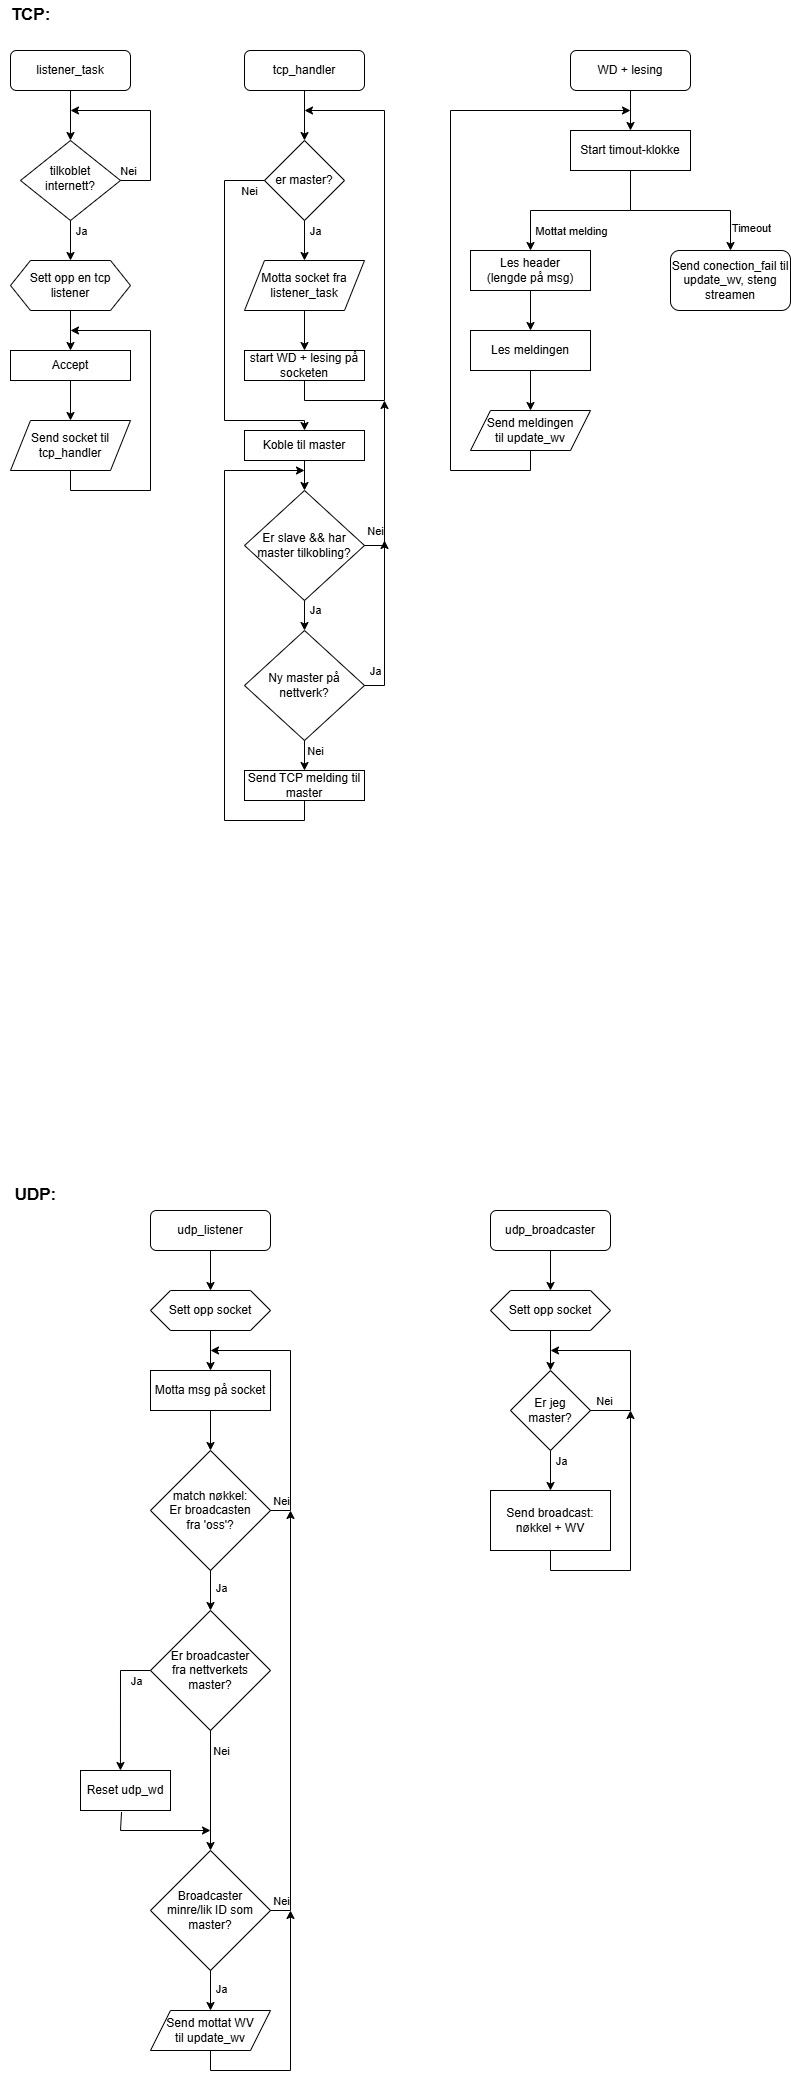 TCP:
listener_task
tilkoblet
internett?
Nei
Ja
Sett opp en tcp
listener
Accept
Send socket til
tcp_handler
tcp_handler
er master?
Nei
Ja
Motta socket fra
listener_task
start WD + lesing på
socketen
Koble til master
Er slave && har
master tilkobling?
Nei
Ja
Ny master på
nettverk?
Ja
Nei
Send TCP melding til
master
WD + lesing
Start timout-klokke
Mottat melding
Timeout
Les header
(lengde på msg)
Send conection_fail til
update_wv, steng
streamen
Les meldingen
Send meldingen
til update_wv
UDP:
udp_listener
Sett opp socket
Motta msg på socket
match nøkkel:
Er broadcasten
fra 'oss'?
Nei
Ja
Er broadcaster
fra nettverkets
master?
Ja
Nei
Reset udp_wd
Broadcaster
minre/lik ID som
master?
Nei
Ja
Send mottat WV
til update_wv
udp_broadcaster
Sett opp socket
Er jeg
master?
Nei
Ja
Send broadcast:
nøkkel + WV